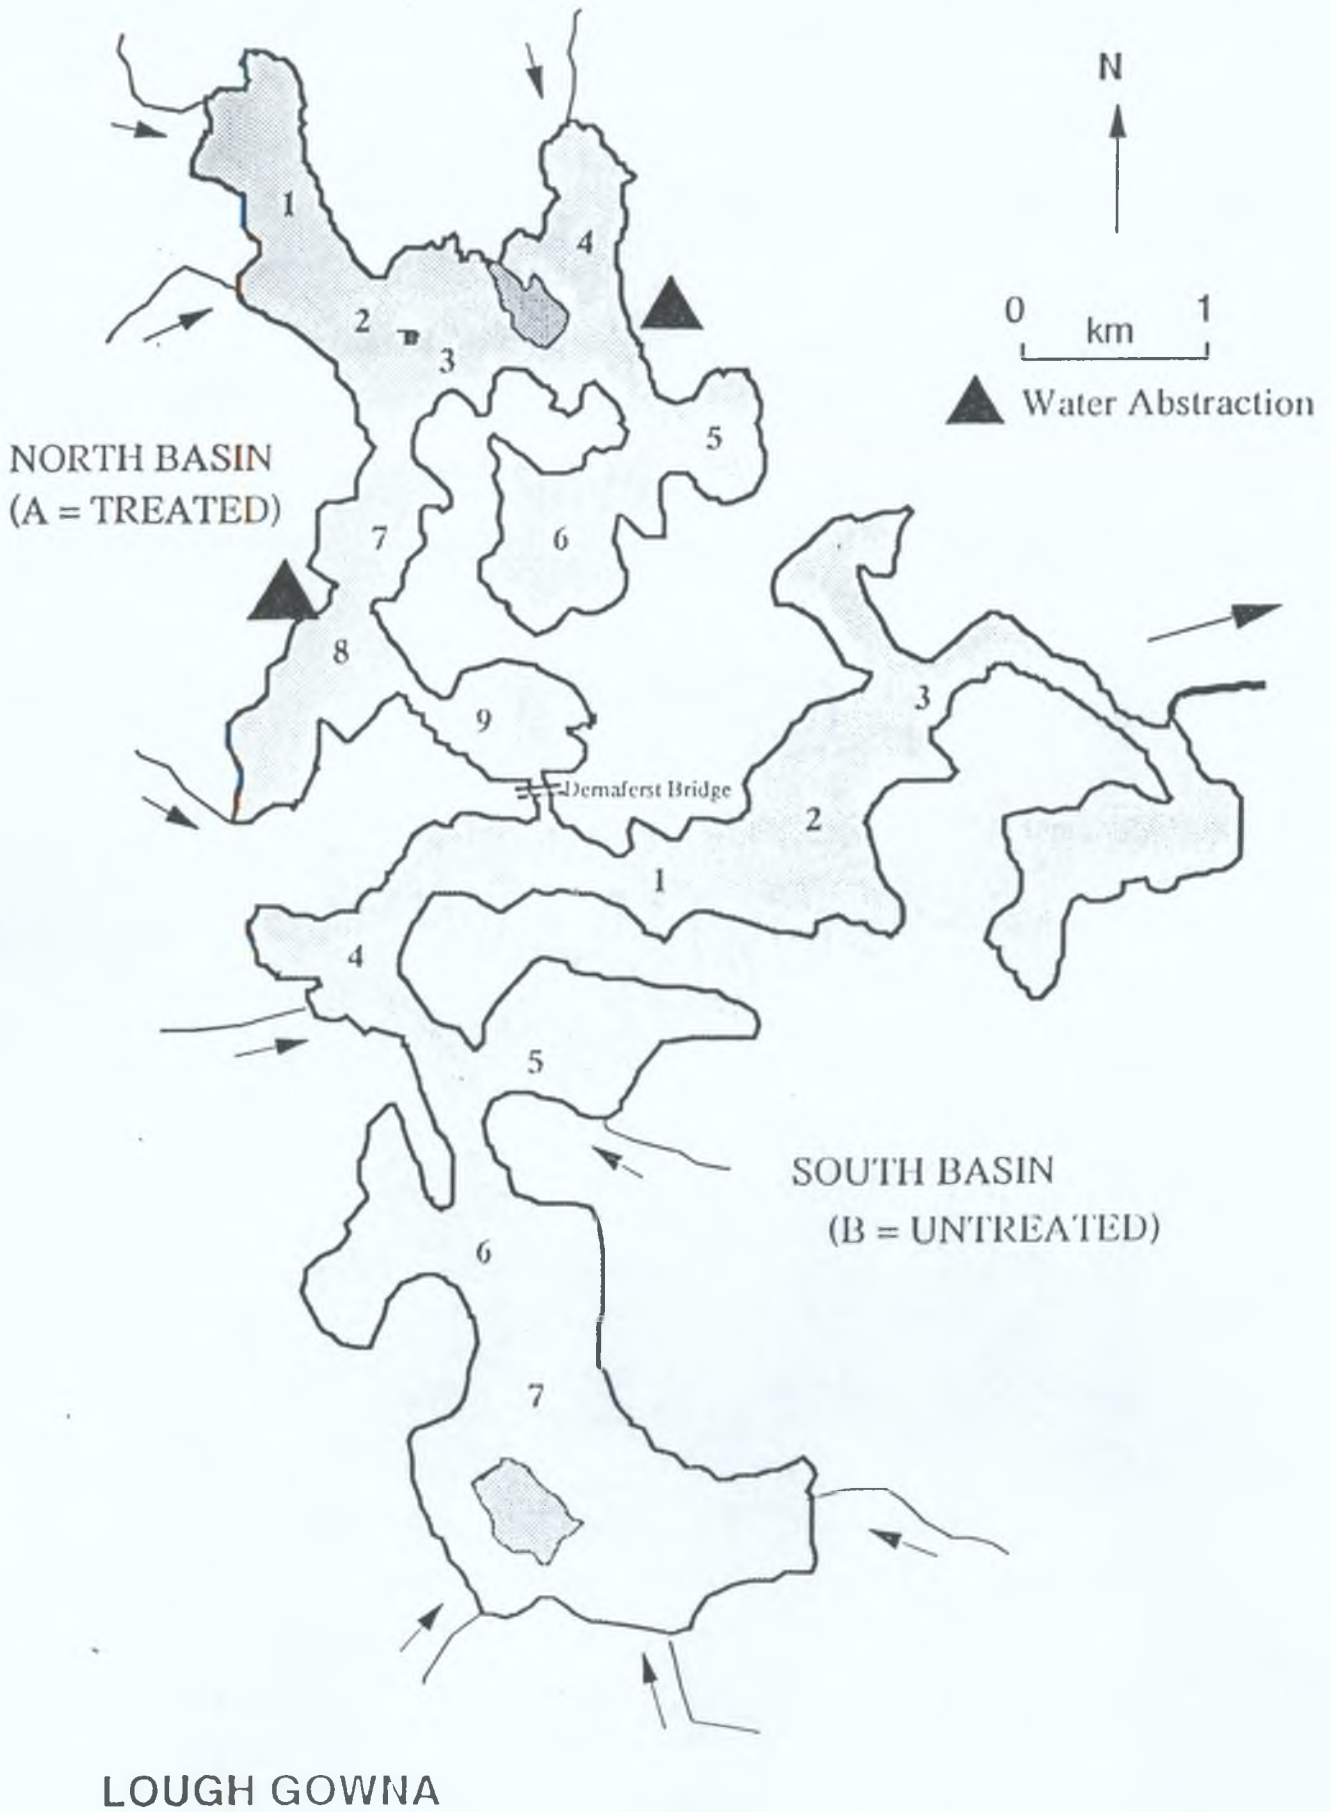 N
1
4
0 1
km
2
3
Water Abstraction
5
NORTH BASIN
(A = TREATED)
7
6
8
3
9
Dernaferst Bridge
2
1
4
5
SOUTH BASIN
(B = UNTREATED)
6
7
LOUGH GOWNA